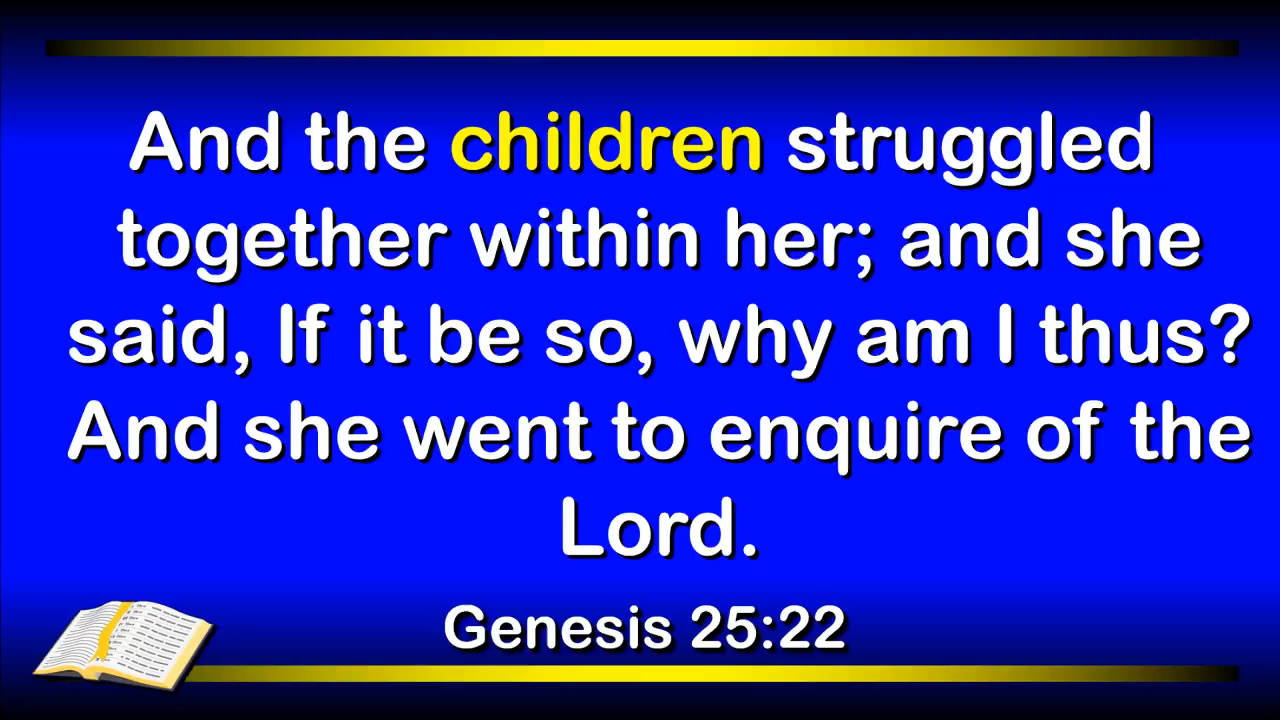 And the children struggled
together within her; and she
said, If it be so, why am I thus?
And she went to enquire of the
Lord.
Genesis 25:22